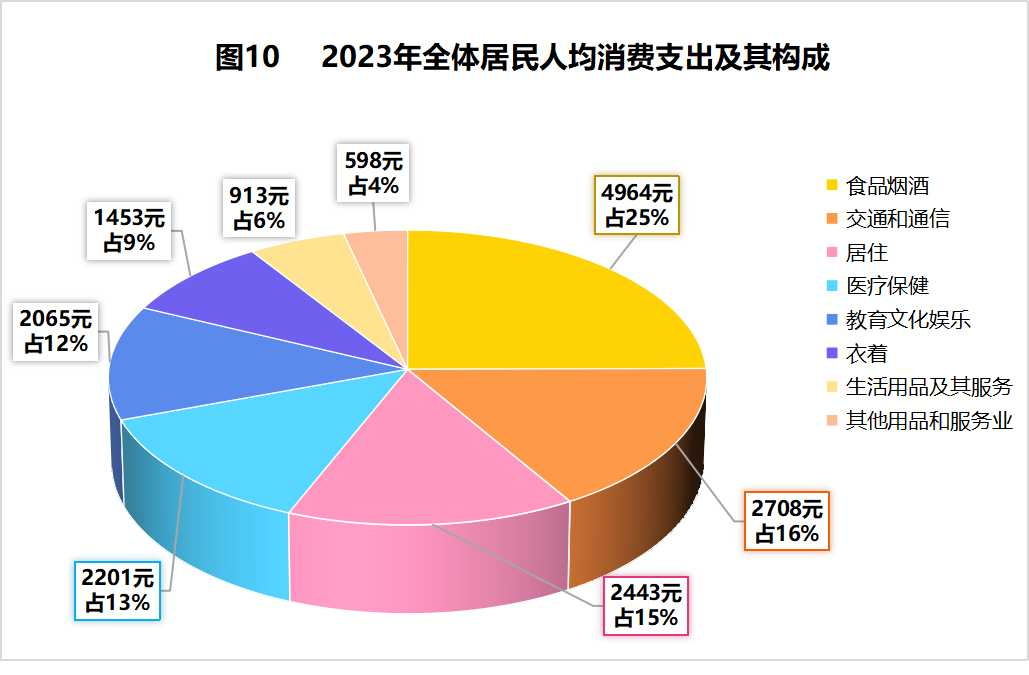 图10 2023年全体居民人均消费支出及其构成
598元
占4%
913元
占6%
1453元
占9%
2065元
占12%
2201元
占13%
4964元
占25%
2708元
占16%
2443元
占15%
食品烟酒
交通和通信
居住
医疗保健
教育文化娱乐
衣着
生活用品及其服务
其他用品和服务业